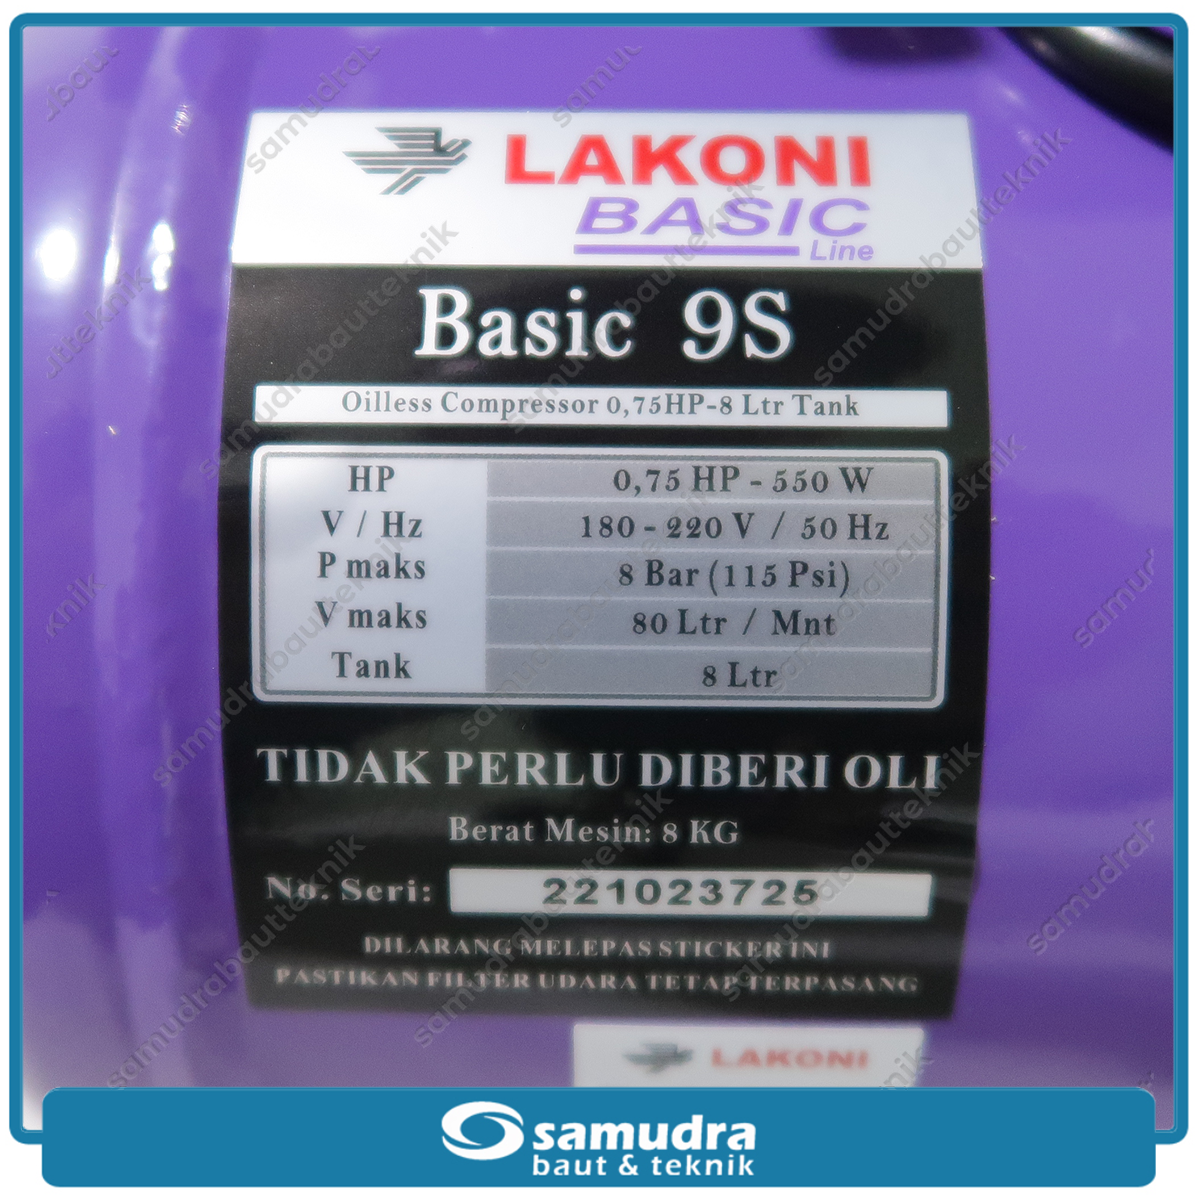 LAKONI
BASIC
Line
Basic 9S
Oilless Compressor 0,75HP-8 Ltr Tank
HP 0,75 HP - 550 W
V / Hz 180 - 220 V / 50 Hz
P maks 8 Bar (115 Psi)
V maks 80 Ltr / Mnt
Tank 8 Ltr
TIDAK PERLU DIBERI OLI
Berat Mesin: 8 KG
No. Seri: 221023725
DILARANG MELEPAS STICKER INI
PASTIKAN FILTER UDARA TETAP TERPASANG
LAKONI
samudra
baut & teknik
samudrabautteknik